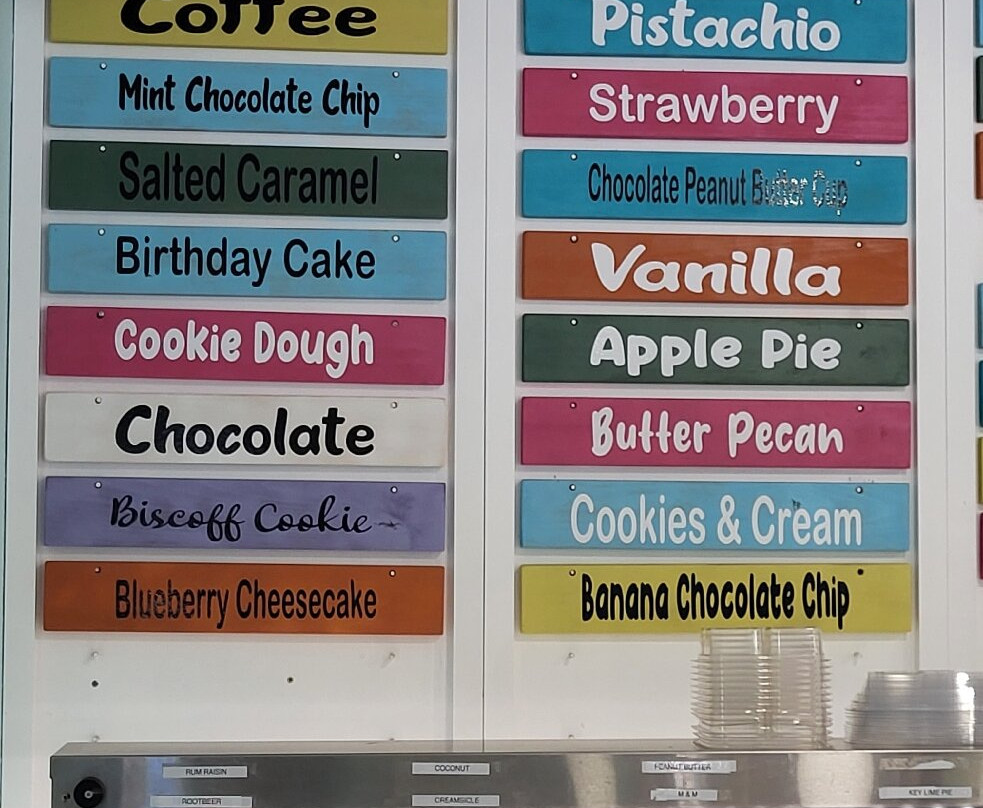 Coffee
Mint Chocolate Chip
Salted Caramel
Birthday Cake
Cookie Dough
Chocolate
Biscoff Cookie
Blueberry Cheesecake
Pistachio
Strawberry
Chocolate Peanut Butter Cup
Vanilla
Apple Pie
Butter Pecan
Cookies & Cream
Banana Chocolate Chip
RUM RAISIN
COCONUT
PEANUT BUTTER
ROOTBEER
CREAMSICLE
M & M
KEY LIME PIE